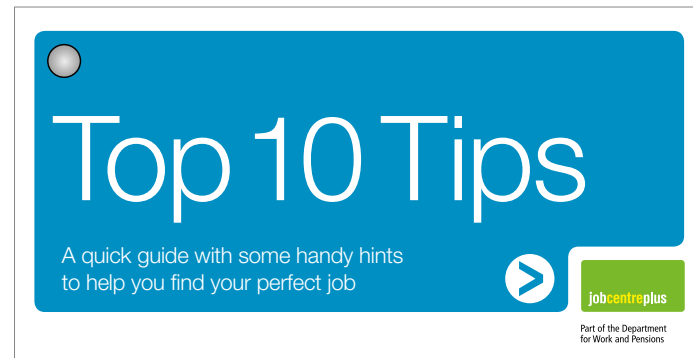 Top 10 Tips
A quick guide with some handy hints
to help you find your perfect job
>
jobcentreplus
Part of the Department
for Work and Pensions